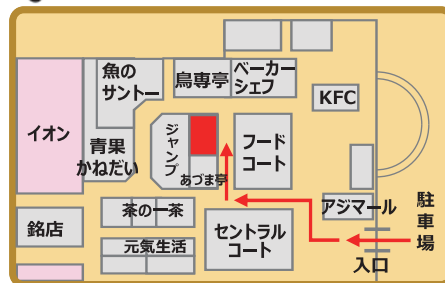 魚の
サントー
鳥専亭
ベーカー
シェフ
KFC
イオン
青果
かねだい
ジャンプ
あづま亭
フード
コート
茶の一茶
アジマール
駐車場
銘店
元気生活
セントラル
コート
入口